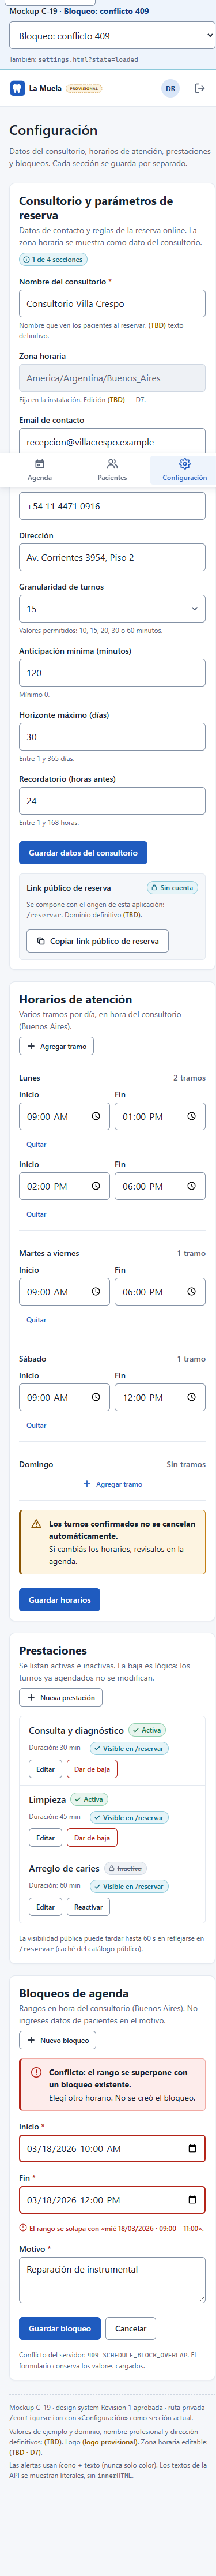 Mockup C-19 · Bloqueo: conflicto 409
Bloqueo: conflicto 409
También: settings.html?state=loaded
La Muela
PROVISIONAL
DR
Configuración
Datos del consultorio, horarios de atención, prestaciones
y bloqueos. Cada sección se guarda por separado.
Consultorio y parámetros de
reserva
Datos de contacto y reglas de la reserva online. La
zona horaria se muestra como dato del consultorio.
1 de 4 secciones
Nombre del consultorio *
Consultorio Villa Crespo
Nombre que ven los pacientes al reservar. (TBD) texto
definitivo.
Zona horaria
America/Argentina/Buenos_Aires
Fija en la instalación. Edición (TBD) — D7.
Email de contacto
recepcion@villacrespo.example
Agenda
Pacientes
Configuración
+54 11 4471 0916
Dirección
Av. Corrientes 3954, Piso 2
Granularidad de turnos
15
Valores permitidos: 10, 15, 20, 30 o 60 minutos.
Anticipación mínima (minutos)
120
Mínimo 0.
Horizonte máximo (días)
30
Entre 1 y 365 días.
Recordatorio (horas antes)
24
Entre 1 y 168 horas.
Guardar datos del consultorio
Link público de reserva
Sin cuenta
Se compone con el origen de esta aplicación:
/reservar. Dominio definitivo (TBD).
Copiar link público de reserva
Horarios de atención
Varios tramos por día, en hora del consultorio
(Buenos Aires).
Agregar tramo
Lunes
2 tramos
Inicio
Fin
09:00 AM
01:00 PM
Quitar
Inicio
Fin
02:00 PM
06:00 PM
Quitar
Martes a viernes
1 tramo
Inicio
Fin
09:00 AM
06:00 PM
Quitar
Sábado
1 tramo
Inicio
Fin
09:00 AM
12:00 PM
Quitar
Domingo
Sin tramos
Agregar tramo
Los turnos confirmados no se cancelan
automáticamente.
Si cambiás los horarios, revisalos en la
agenda.
Guardar horarios
Prestaciones
Se listan activas e inactivas. La baja es lógica: los
turnos ya agendados no se modifican.
Nueva prestación
Consulta y diagnóstico
Activa
Duración: 30 min
Visible en /reservar
Editar
Dar de baja
Limpieza
Activa
Duración: 45 min
Visible en /reservar
Editar
Dar de baja
Arreglo de caries
Inactiva
Duración: 60 min
Visible en /reservar
Editar
Reactivar
La visibilidad pública puede tardar hasta 60 s en reflejarse en
/reservar (caché del catálogo público).
Bloqueos de agenda
Rangos en hora del consultorio (Buenos Aires). No
ingreses datos de pacientes en el motivo.
Nuevo bloqueo
Conflicto: el rango se superpone con
un bloqueo existente.
Elegí otro horario. No se creó el bloqueo.
Inicio *
03/18/2026 10:00 AM
Fin *
03/18/2026 12:00 PM
El rango se solapa con «mié 18/03/2026 · 09:00 – 11:00».
Motivo *
Reparación de instrumental
Guardar bloqueo
Cancelar
Conflicto del servidor: 409 SCHEDULE_BLOCK_OVERLAP. El
formulario conserva los valores cargados.
Mockup C-19 · design system Revision 1 aprobada · ruta privada
/configuracion con «Configuración» como sección actual.
Valores de ejemplo y dominio, nombre profesional y dirección
definitivos: (TBD). Logo (logo provisional). Zona horaria editable:
(TBD · D7).
Las alertas usan ícono + texto (nunca solo color). Los textos de la
API se muestran literales, sin innerHTML.